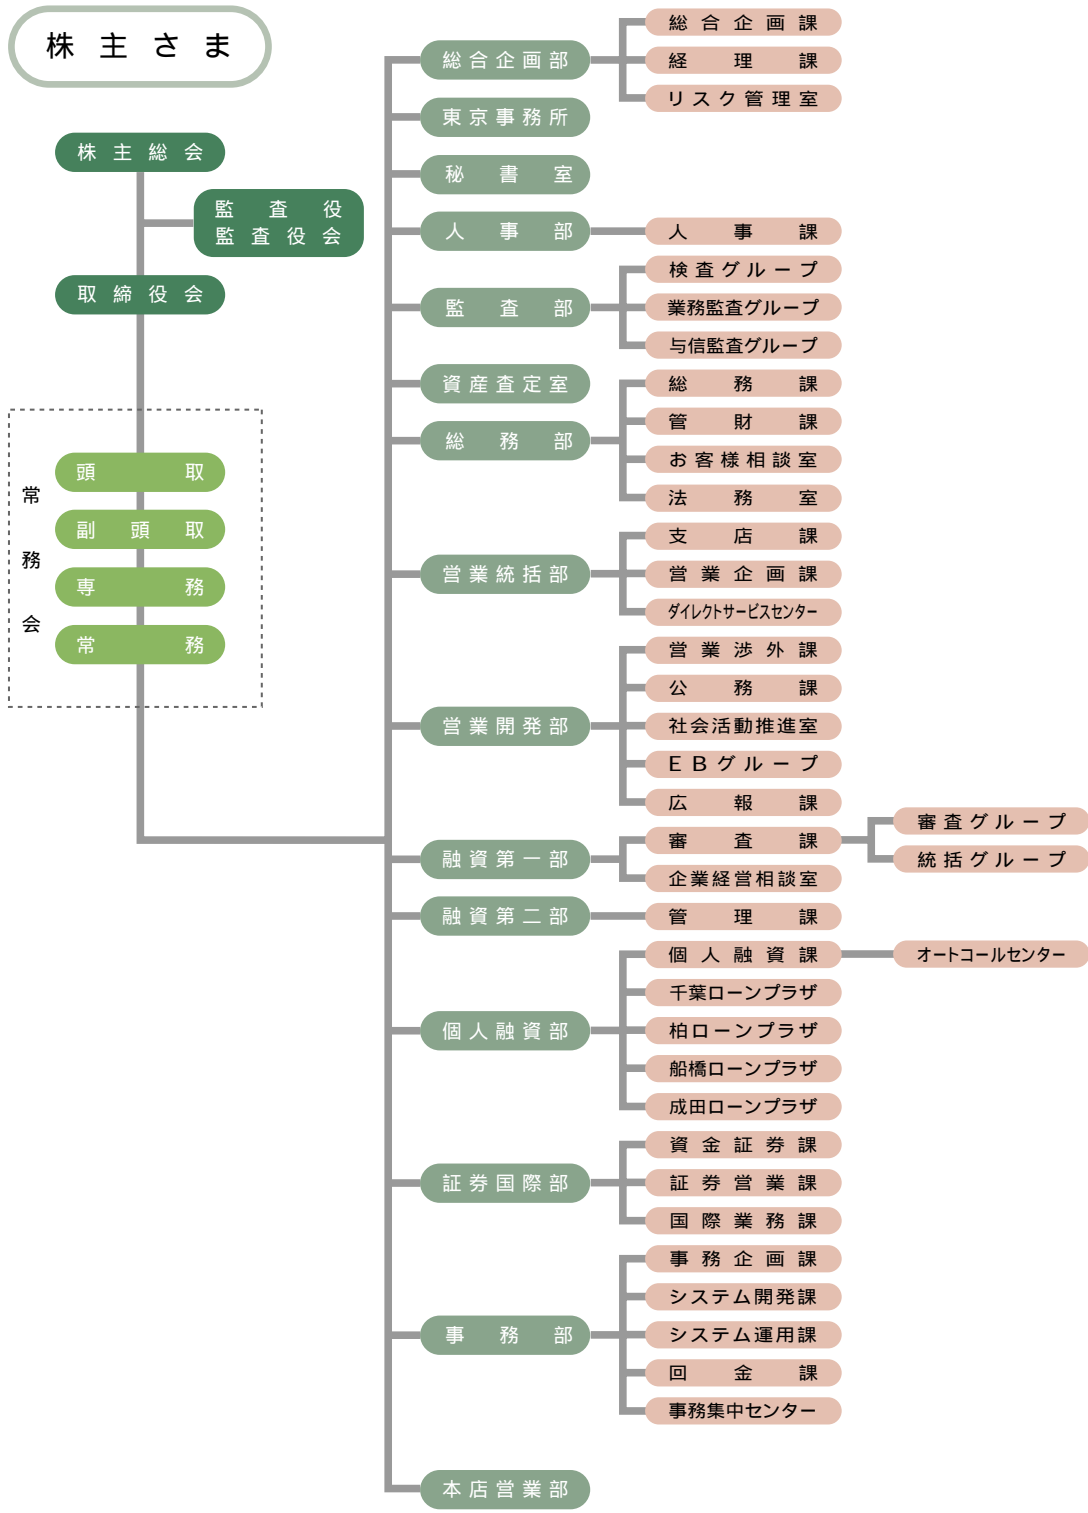 株主さま
株主総会
監査役
監査役会
取締役会
常務会
頭取
副頭取
専務
常務
総合企画部
総合企画課
経理課
リスク管理室
東京事務所
秘書室
人事部
人事課
監査部
検査グループ
業務監査グループ
与信監査グループ
資産査定室
総務部
総務課
管財課
お客様相談室
法務室
営業統括部
支店課
営業企画課
ダイレクトサービスセンター
営業開発部
営業渉外課
公務課
社会活動推進室
EBグループ
広報課
融資第一部
審査課
審査グループ
統括グループ
企業経営相談室
融資第二部
管理課
個人融資部
個人融資課
オートコールセンター
千葉ローンプラザ
柏ローンプラザ
船橋ローンプラザ
成田ローンプラザ
証券国際部
資金証券課
証券営業課
国際業務課
事務部
事務企画課
システム開発課
システム運用課
回金課
事務集中センター
本店営業部